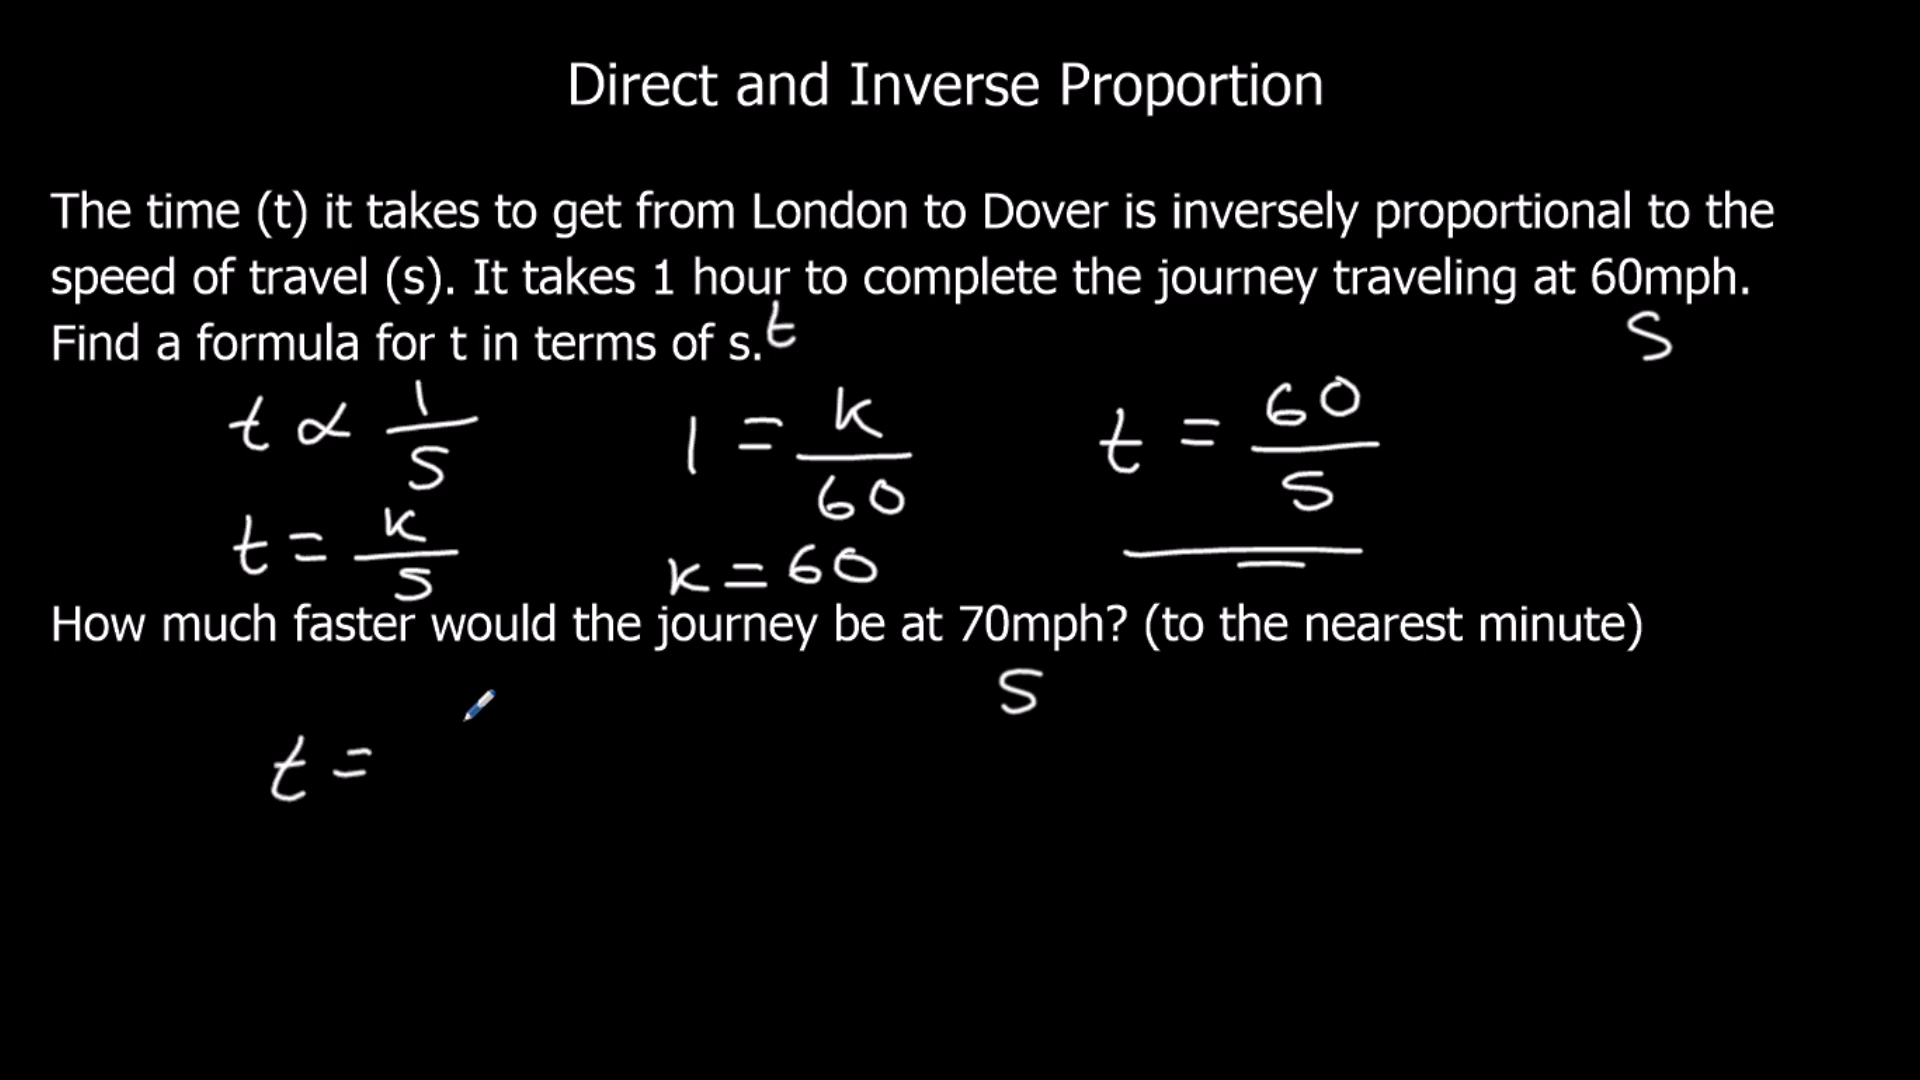 Direct and Inverse Proportion
The time (t) it takes to get from London to Dover is inversely proportional to the
speed of travel (s). It takes 1 hour to complete the journey traveling at 60mph.
Find a formula for t in terms of s.
t
s
t ∝ 1/s
t = k/s
1 = k/60
k = 60
t = 60/s
How much faster would the journey be at 70mph? (to the nearest minute)
s
t =